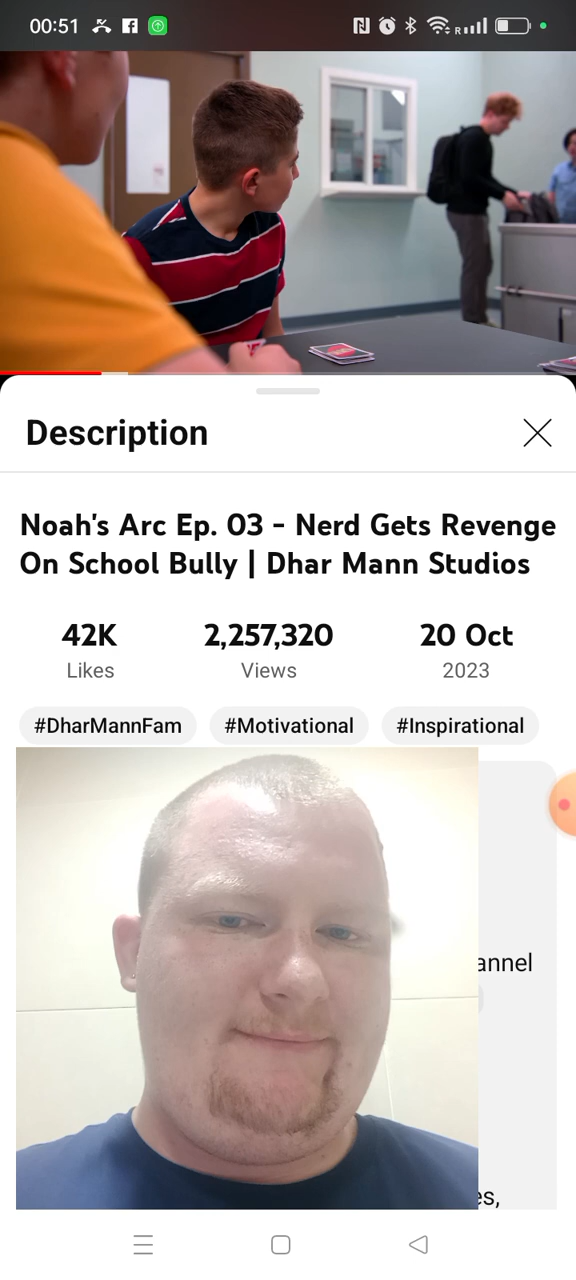 00:51
Description
Noah's Arc Ep. 03 - Nerd Gets Revenge
On School Bully | Dhar Mann Studios
42K 2,257,320 20 Oct
Likes Views 2023
#DharMannFam #Motivational #Inspirational
annel
es,